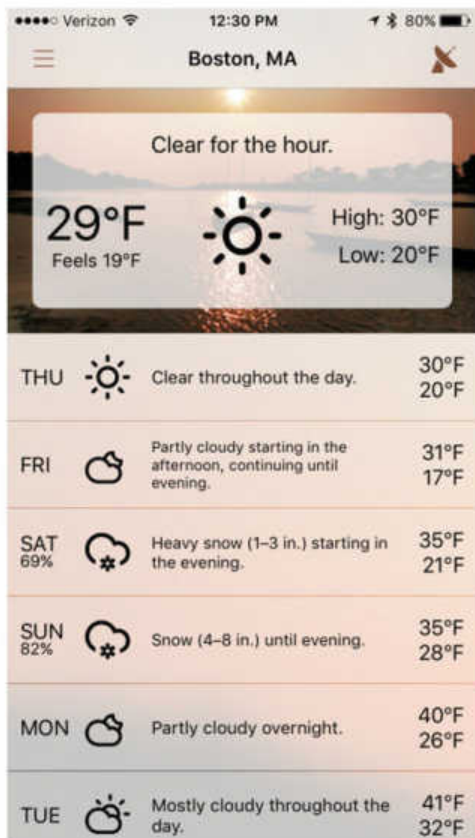 Verizon 12:30 PM 80%
Boston, MA
Clear for the hour.
29°F
Feels 19°F
High: 30°F
Low: 20°F
THU Clear throughout the day. 30°F
20°F
FRI Partly cloudy starting in the
afternoon, continuing until
evening.
31°F
17°F
SAT
69%
Heavy snow (1–3 in.) starting in
the evening.
35°F
21°F
SUN
82%
Snow (4–8 in.) until evening.
35°F
28°F
MON Partly cloudy overnight. 40°F
26°F
TUE Mostly cloudy throughout the
day.
41°F
32°F